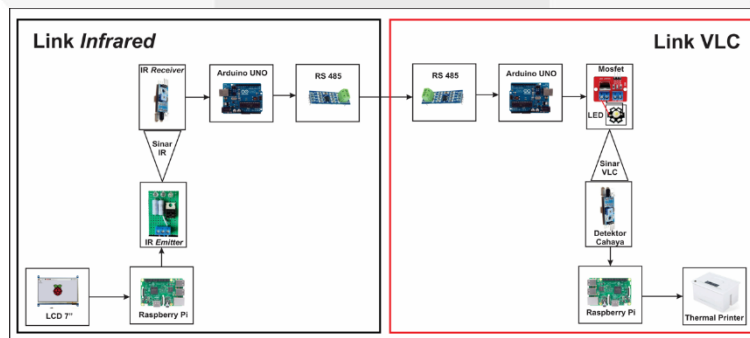 Link Infrared
Link VLC
IR Receiver
Arduino UNO
RS 485
RS 485
Arduino UNO
Mosfet
LED
Sinar
IR
Sinar
VLC
IR Emitter
Detektor
Cahaya
LCD 7"
Raspberry Pi
Raspberry Pi
Thermal Printer